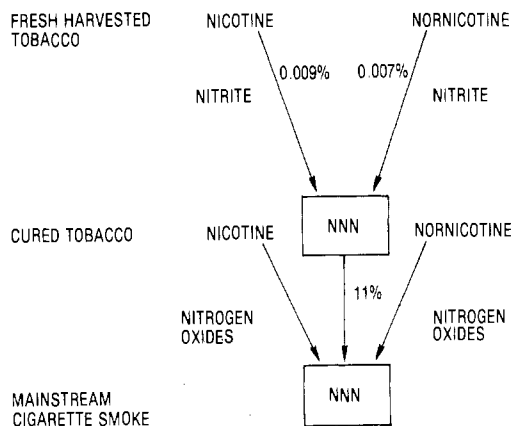 FRESH HARVESTED NICOTINE NORNICOTINE
TOBACCO
0.009% 0.007%
NITRITE NITRITE
NNN
CURED TOBACCO NICOTINE NORNICOTINE
11%
NITROGEN NITROGEN
OXIDES OXIDES
NNN
MAINSTREAM
CIGARETTE SMOKE